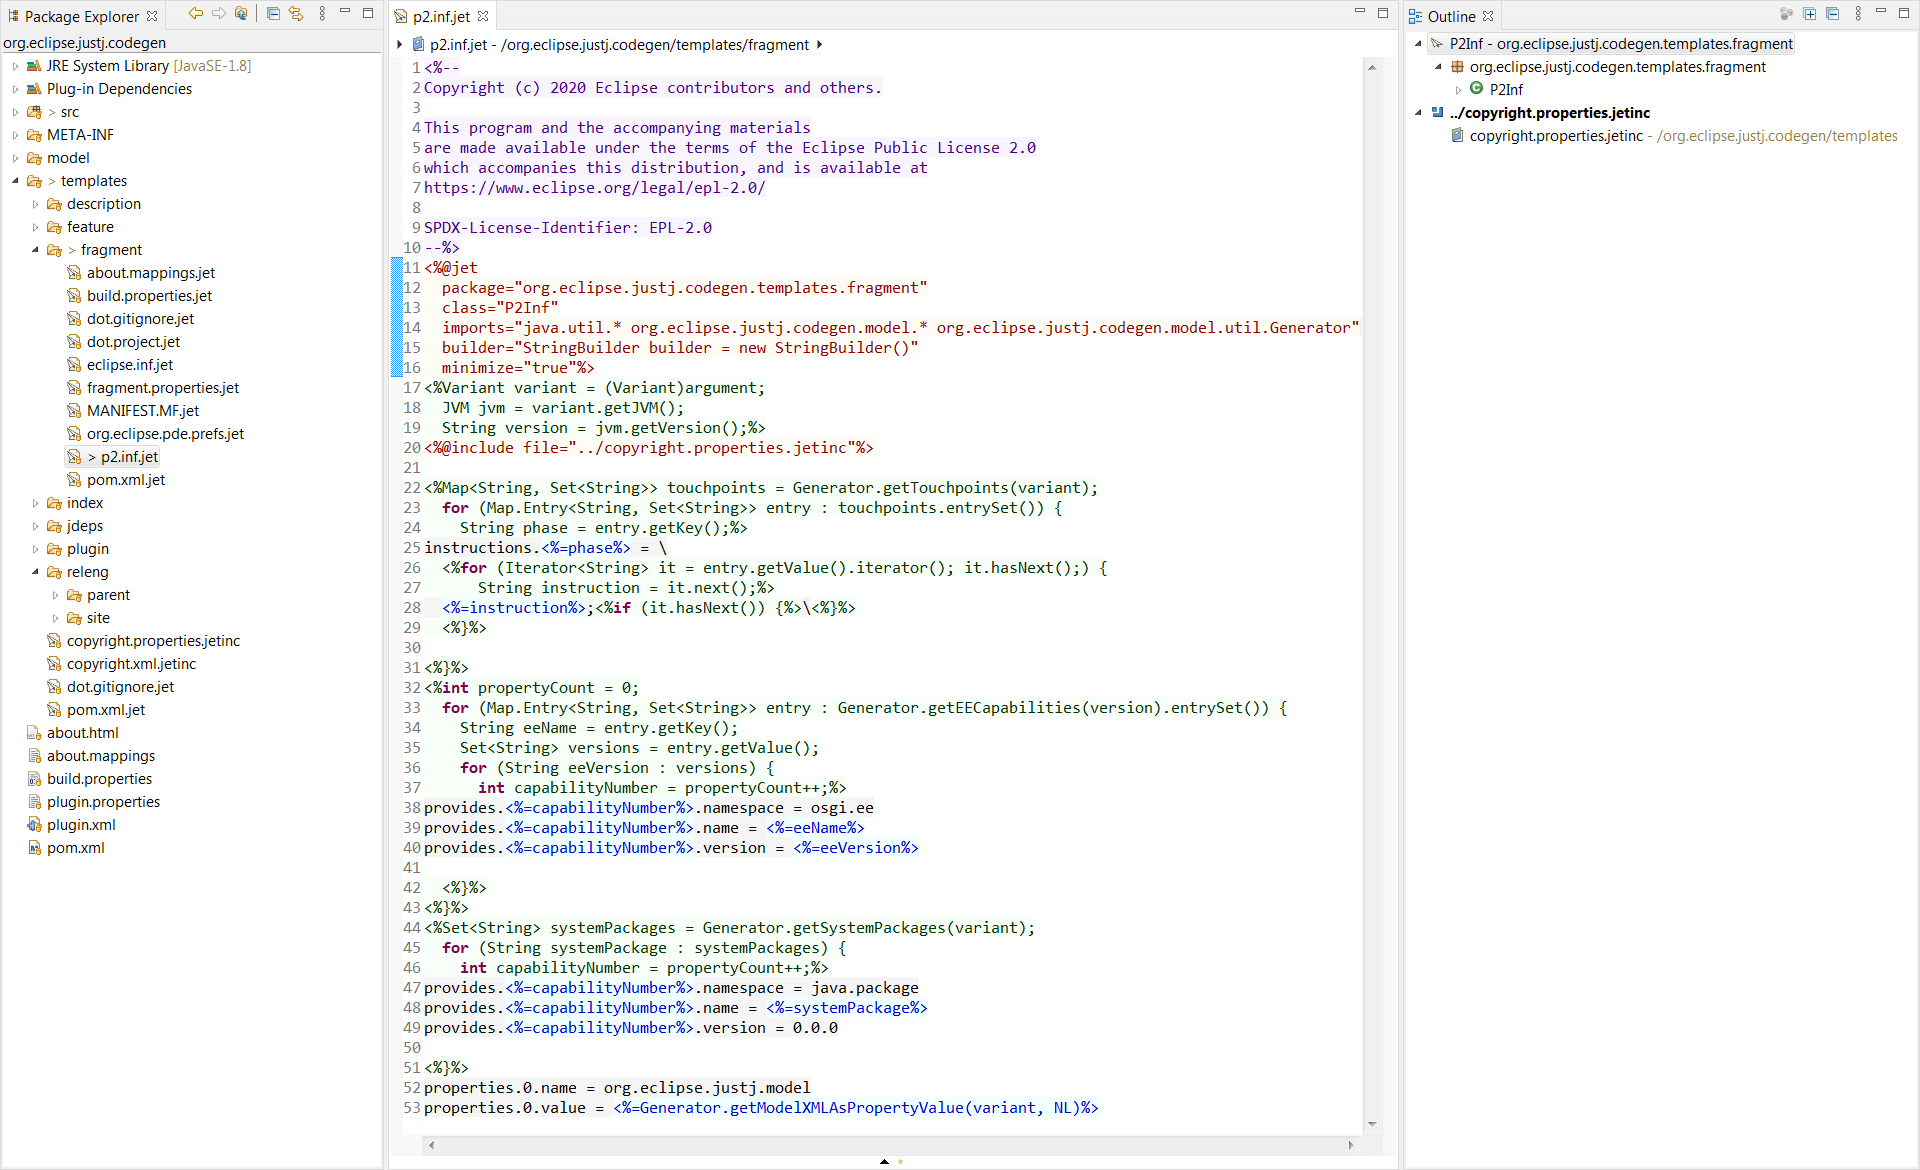 Package Explorer
org.eclipse.justj.codegen
JRE System Library [JavaSE-1.8]
Plug-in Dependencies
> src
META-INF
model
> templates
description
feature
> fragment
about.mappings.jet
build.properties.jet
dot.gitignore.jet
dot.project.jet
eclipse.inf.jet
fragment.properties.jet
MANIFEST.MF.jet
org.eclipse.pde.prefs.jet
> p2.inf.jet
pom.xml.jet
index
jdeps
plugin
releng
parent
site
copyright.properties.jetinc
copyright.xml.jetinc
dot.gitignore.jet
pom.xml.jet
about.html
about.mappings
build.properties
plugin.properties
plugin.xml
pom.xml
p2.inf.jet
p2.inf.jet - /org.eclipse.justj.codegen/templates/fragment
1 <%--
2 Copyright (c) 2020 Eclipse contributors and others.
3
4 This program and the accompanying materials
5 are made available under the terms of the Eclipse Public License 2.0
6 which accompanies this distribution, and is available at
7 https://www.eclipse.org/legal/epl-2.0/
8
9 SPDX-License-Identifier: EPL-2.0
10 --%>
11 <%@jet
12   package="org.eclipse.justj.codegen.templates.fragment"
13   class="P2Inf"
14   imports="java.util.* org.eclipse.justj.codegen.model.* org.eclipse.justj.codegen.model.util.Generator"
15   builder="StringBuilder builder = new StringBuilder()"
16   minimize="true"%>
17 <%Variant variant = (Variant)argument;
18   JVM jvm = variant.getJVM();
19   String version = jvm.getVersion();%>
20 <%@include file="../copyright.properties.jetinc"%>
21
22 <%Map<String, Set<String>> touchpoints = Generator.getTouchpoints(variant);
23   for (Map.Entry<String, Set<String>> entry : touchpoints.entrySet()) {
24     String phase = entry.getKey();%>
25 instructions.<%=phase%> = \
26   <%for (Iterator<String> it = entry.getValue().iterator(); it.hasNext();) {
27       String instruction = it.next();%>
28   <%=instruction%>;<%if (it.hasNext()) {%>\<%}%>
29   <%}%>
30
31 <%}%>
32 <%int propertyCount = 0;
33   for (Map.Entry<String, Set<String>> entry : Generator.getEECapabilities(version).entrySet()) {
34     String eeName = entry.getKey();
35     Set<String> versions = entry.getValue();
36     for (String eeVersion : versions) {
37       int capabilityNumber = propertyCount++;%>
38 provides.<%=capabilityNumber%>.namespace = osgi.ee
39 provides.<%=capabilityNumber%>.name = <%=eeName%>
40 provides.<%=capabilityNumber%>.version = <%=eeVersion%>
41
42   <%}%>
43 <%}%>
44 <%Set<String> systemPackages = Generator.getSystemPackages(variant);
45   for (String systemPackage : systemPackages) {
46     int capabilityNumber = propertyCount++;%>
47 provides.<%=capabilityNumber%>.namespace = java.package
48 provides.<%=capabilityNumber%>.name = <%=systemPackage%>
49 provides.<%=capabilityNumber%>.version = 0.0.0
50
51 <%}%>
52 properties.0.name = org.eclipse.justj.model
53 properties.0.value = <%=Generator.getModelXMLAsPropertyValue(variant, NL)%>
Outline
P2Inf - org.eclipse.justj.codegen.templates.fragment
org.eclipse.justj.codegen.templates.fragment
P2Inf
../copyright.properties.jetinc
copyright.properties.jetinc - /org.eclipse.justj.codegen/templates